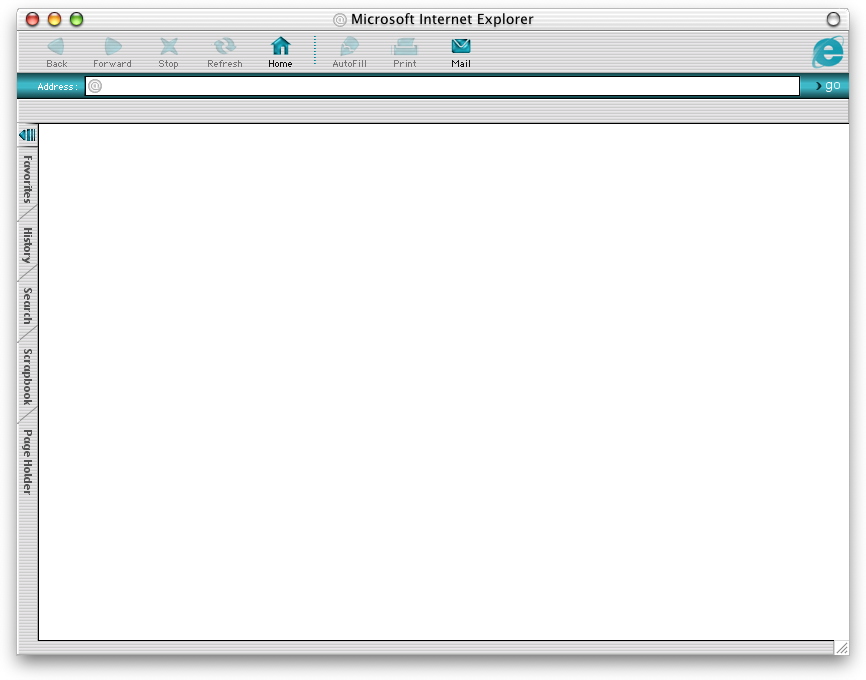 @ Microsoft Internet Explorer
Back Forward Stop Refresh Home AutoFill Print Mail
Address: @ go
Favorites
History
Search
Scrapbook
Page Holder